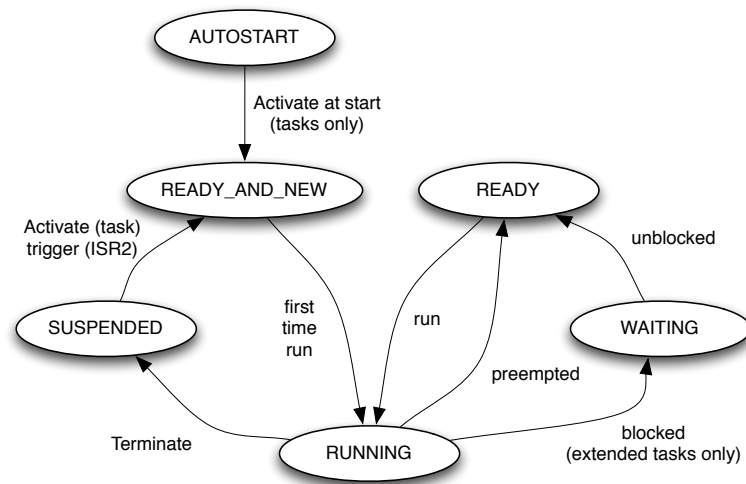 AUTOSTART
Activate at start
(tasks only)
READY_AND_NEW
READY
Activate (task)
trigger (ISR2)
unblocked
first
time
run
run
SUSPENDED
WAITING
preempted
Terminate
RUNNING
blocked
(extended tasks only)